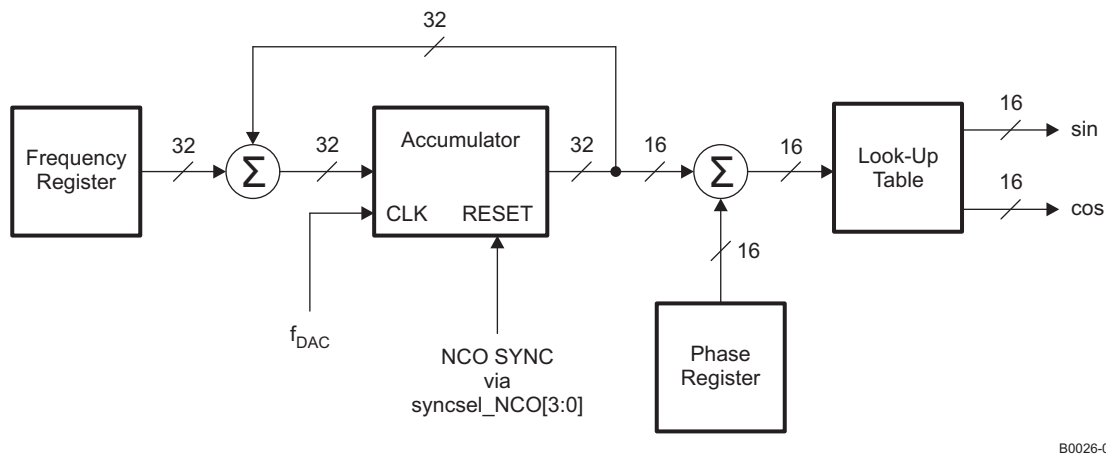 32
Frequency
Register
32
Σ
32
Accumulator
CLK RESET
32
16
Σ
16
Look-Up
Table
16
sin
16
cos
16
f_DAC
NCO SYNC
via
syncsel_NCO[3:0]
Phase
Register